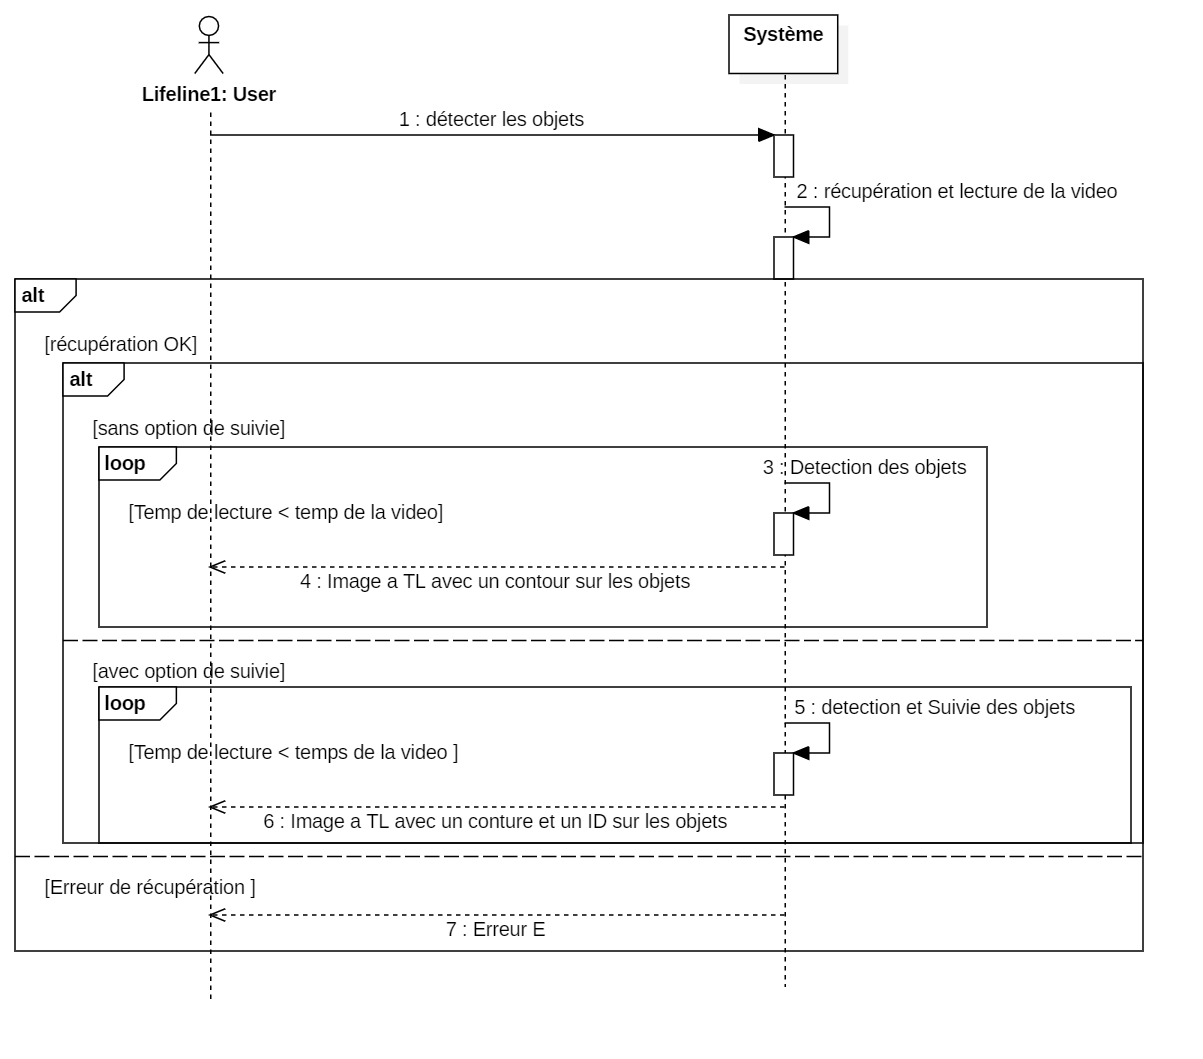 Système
Lifeline1: User
1 : détecter les objets
2 : récupération et lecture de la video
alt
[récupération OK]
alt
[sans option de suivie]
loop
3 : Detection des objets
[Temp de lecture < temp de la video]
4 : Image a TL avec un contour sur les objets
[avec option de suivie]
loop
5 : detection et Suivie des objets
[Temp de lecture < temps de la video ]
6 : Image a TL avec un conture et un ID sur les objets
[Erreur de récupération ]
7 : Erreur E